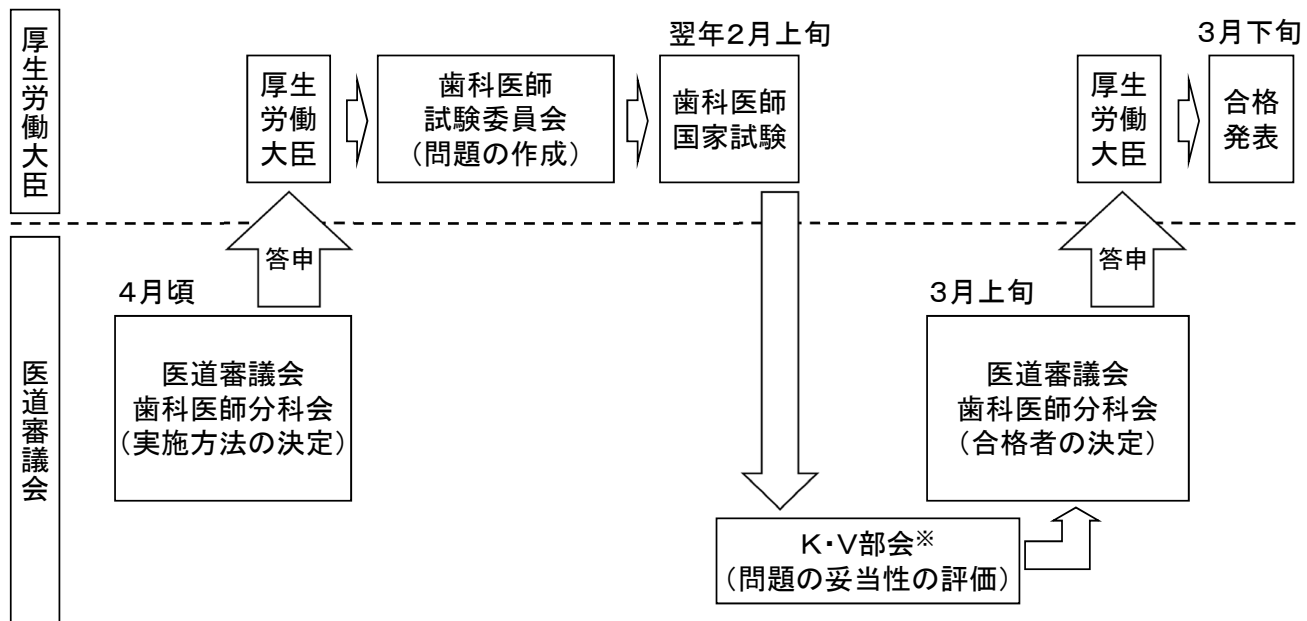 厚生労働大臣
翌年2月上旬
3月下旬
厚生
労働
大臣
歯科医師
試験委員会
（問題の作成）
歯科医師
国家試験
厚生
労働
大臣
合格
発表
答申
答申
4月頃
3月上旬
医道審議会
医道審議会
歯科医師分科会
（実施方法の決定）
医道審議会
歯科医師分科会
（合格者の決定）
K・V部会※
（問題の妥当性の評価）